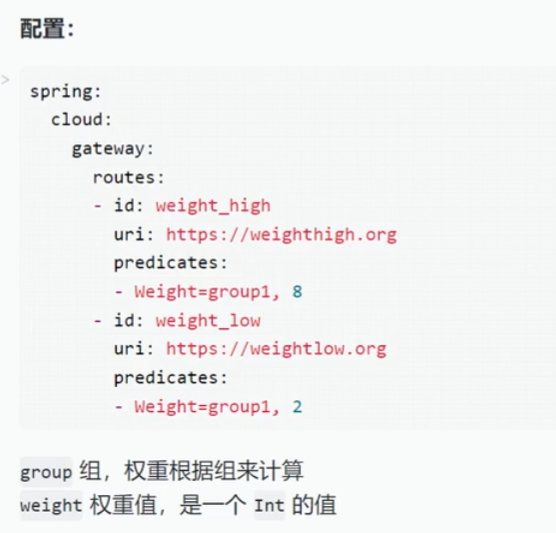 配置：
spring:
  cloud:
    gateway:
      routes:
      - id: weight_high
        uri: https://weighthigh.org
        predicates:
        - Weight=group1, 8
      - id: weight_low
        uri: https://weightlow.org
        predicates:
        - Weight=group1, 2
group 组，权重根据组来计算
weight 权重值，是一个 Int 的值